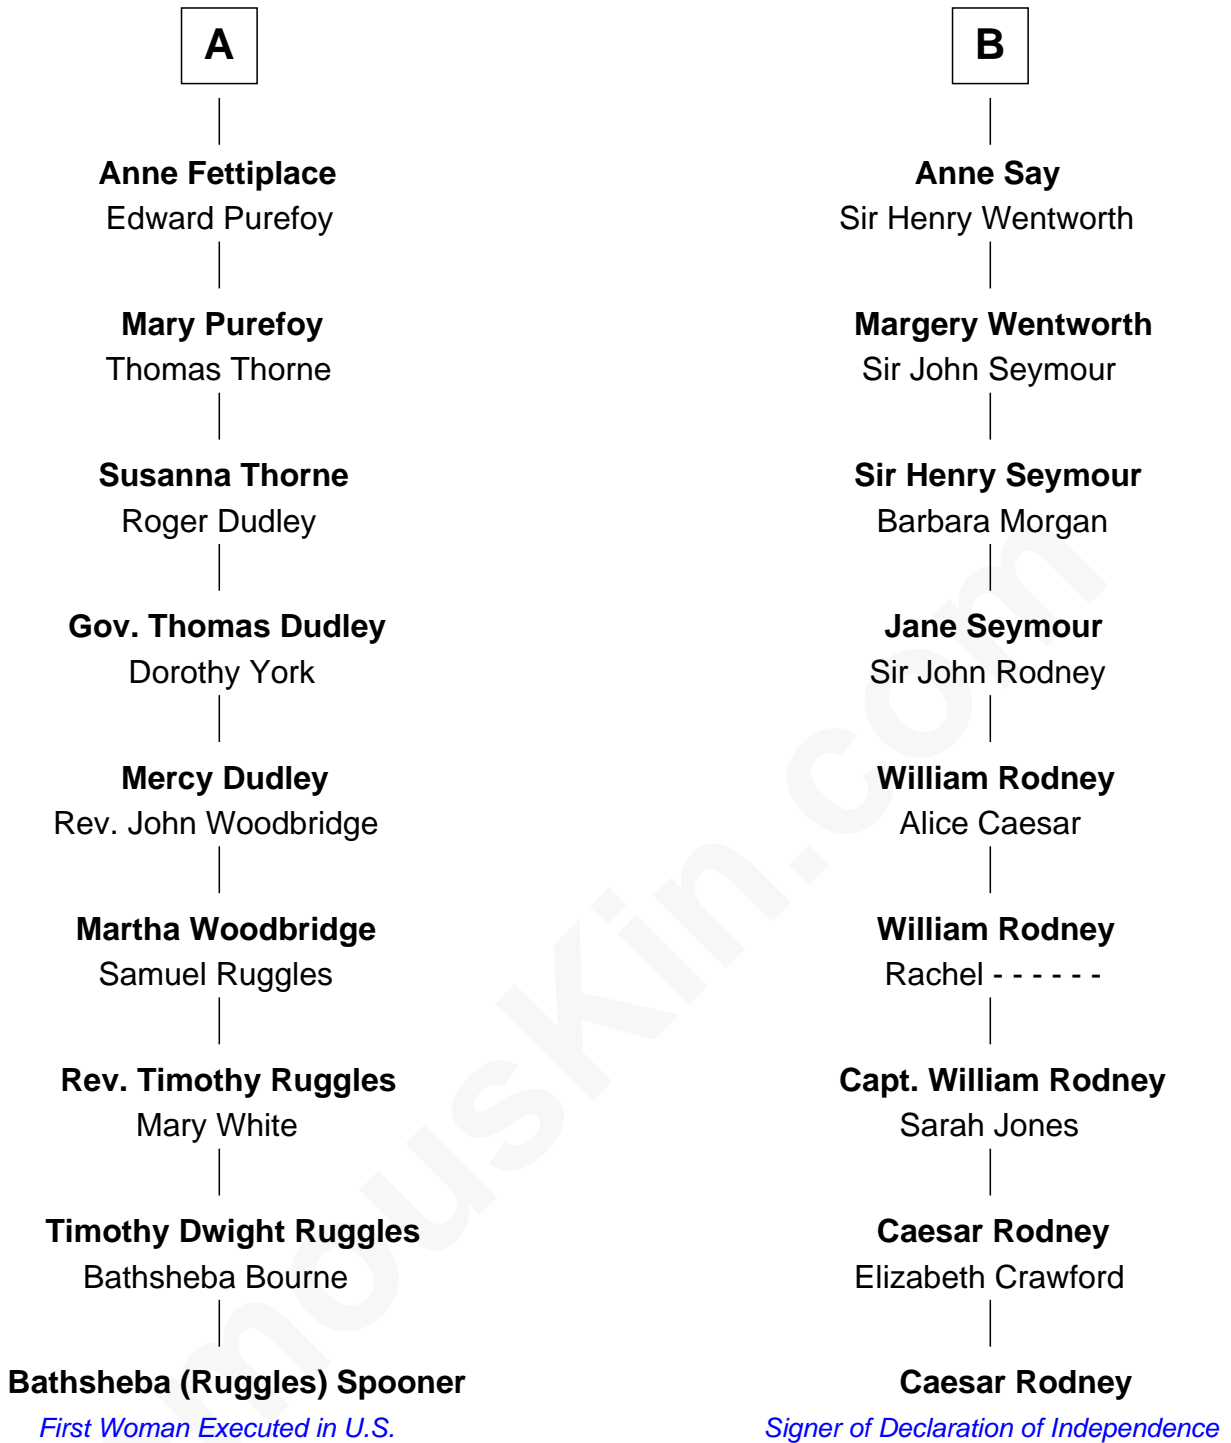 A
Anne Fettiplace
Edward Purefoy
Mary Purefoy
Thomas Thorne
Susanna Thorne
Roger Dudley
Gov. Thomas Dudley
Dorothy York
Mercy Dudley
Rev. John Woodbridge
Martha Woodbridge
Samuel Ruggles
Rev. Timothy Ruggles
Mary White
Timothy Dwight Ruggles
Bathsheba Bourne
Bathsheba (Ruggles) Spooner
First Woman Executed in U.S.
B
Anne Say
Sir Henry Wentworth
Margery Wentworth
Sir John Seymour
Sir Henry Seymour
Barbara Morgan
Jane Seymour
Sir John Rodney
William Rodney
Alice Caesar
William Rodney
Rachel - - - - - -
Capt. William Rodney
Sarah Jones
Caesar Rodney
Elizabeth Crawford
Caesar Rodney
Signer of Declaration of Independence
mousKin.com